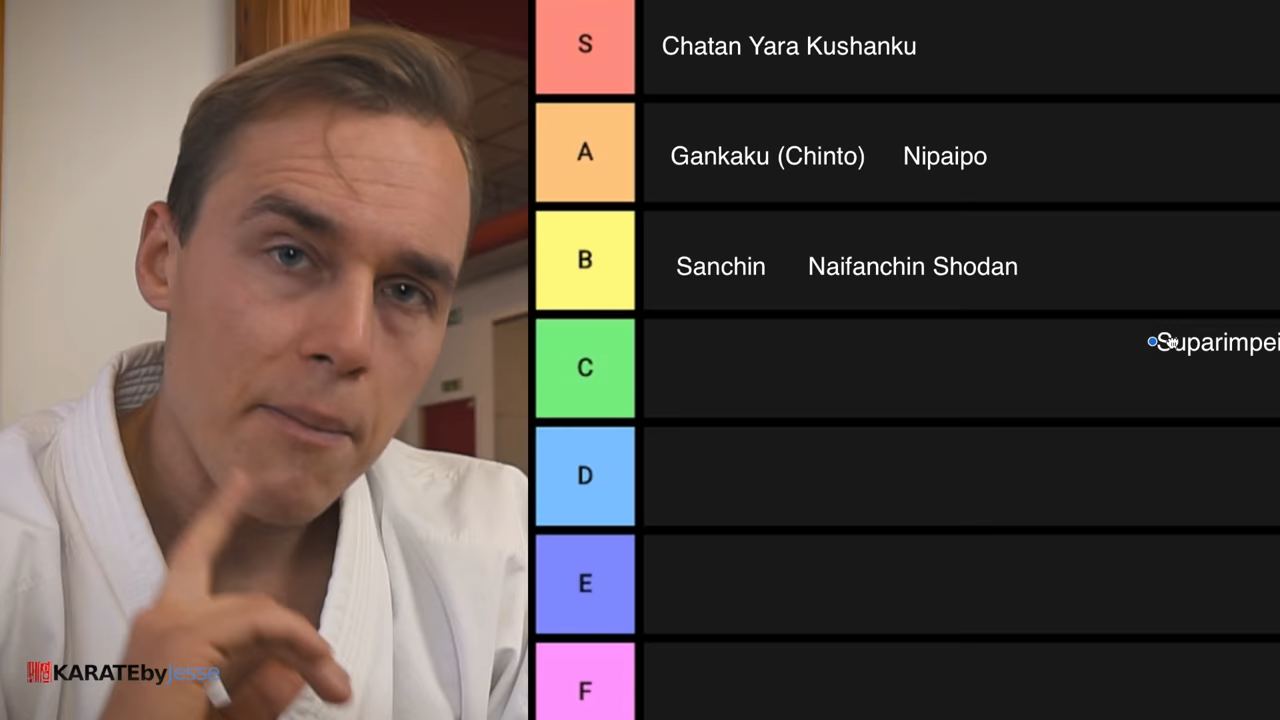 S
Chatan Yara Kushanku
A
Gankaku (Chinto) Nipaipo
B
Sanchin Naifanchin Shodan
Suparimpei
C
D
E
F
KARATEbyJesse